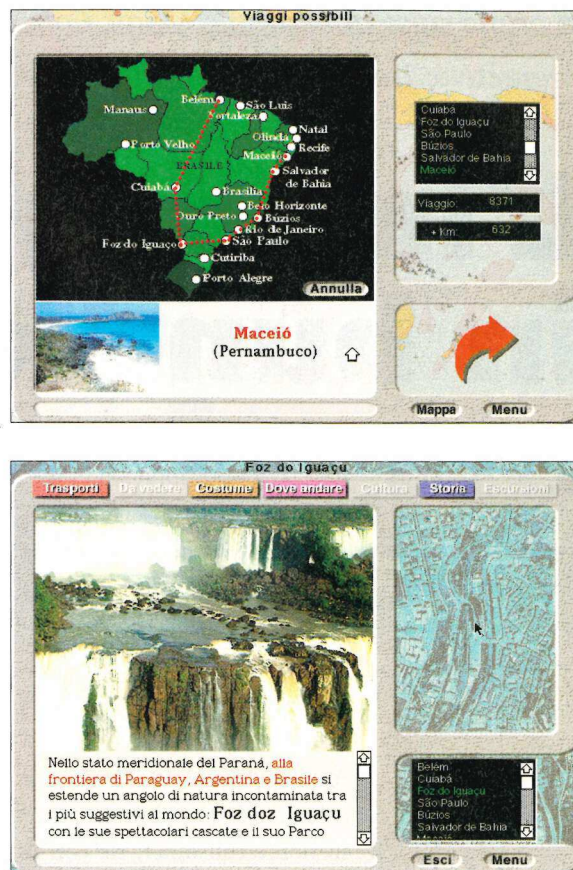 Viaggi possibili
Manaus
Belém
São Luis
Fortaleza
Natal
Olinda
Recife
Porto Velho
Maceió
BRASILE
Salvador
de Bahia
Cuiabá
Brasilia
Belo Horizonte
Ouro Preto
Búzios
Rio de Janeiro
Foz do Iguaço
São Paulo
Cutiriba
Porto Alegre
Annulla
Maceió
(Pernambuco)
Cuiabá
Foz do Iguaçu
São Paulo
Búzios
Salvador de Bahia
Maceió
Viaggio: 8371
+ Km: 632
Mappa Menu
Foz do Iguaçu
Trasporti Da vedere Costume Dove andare Cultura Storia Escursioni
Nello stato meridionale del Paraná, alla
frontiera di Paraguay, Argentina e Brasile si
estende un angolo di natura incontaminata tra
i più suggestivi al mondo: Foz doz Iguaçu
con le sue spettacolari cascate e il suo Parco
Belém
Cuiabá
Foz do Iguaçu
São Paulo
Búzios
Salvador de Bahia
Maceió
Esci Menu